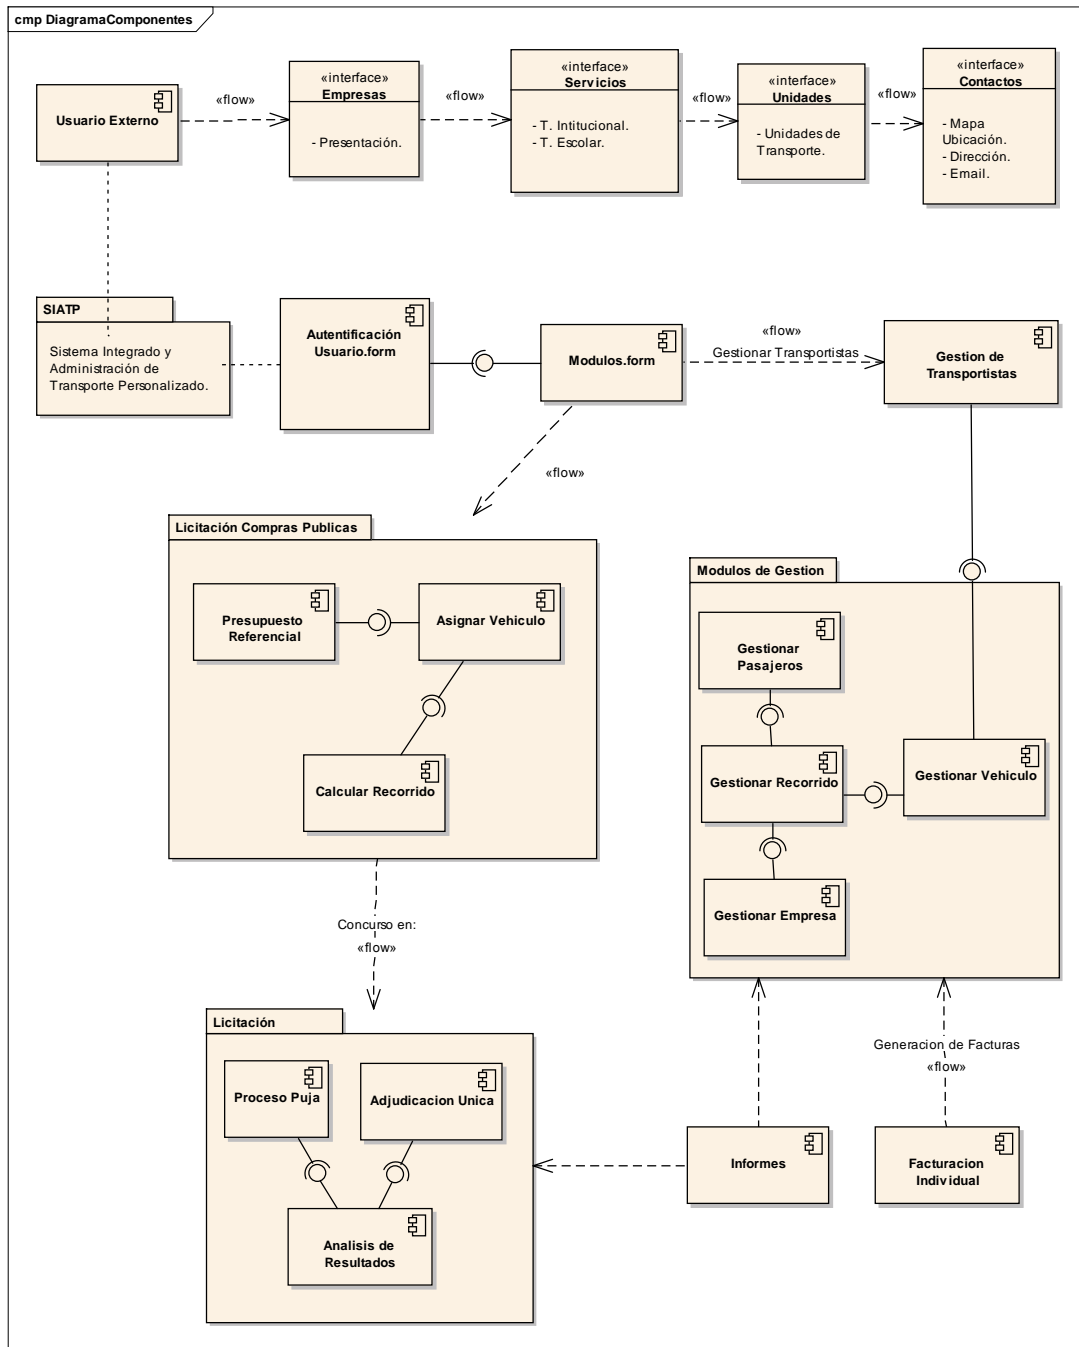 cmp DiagramaComponentes
Usuario Externo
«flow»
«interface»
Empresas
- Presentación.
«flow»
«interface»
Servicios
- T. Intitucional.
- T. Escolar.
«flow»
«interface»
Unidades
- Unidades de
Transporte.
«flow»
«interface»
Contactos
- Mapa
Ubicación.
- Dirección.
- Email.
SIATP
Sistema Integrado y
Administración de
Transporte Personalizado.
Autentificación
Usuario.form
Modulos.form
«flow»
Gestionar Transportistas
Gestion de
Transportistas
«flow»
Licitación Compras Publicas
Presupuesto
Referencial
Asignar Vehiculo
Calcular Recorrido
Modulos de Gestion
Gestionar
Pasajeros
Gestionar Recorrido
Gestionar Vehiculo
Gestionar Empresa
Concurso en:
«flow»
Licitación
Proceso Puja
Adjudicacion Unica
Analisis de
Resultados
Generacion de Facturas
«flow»
Informes
Facturacion
Individual